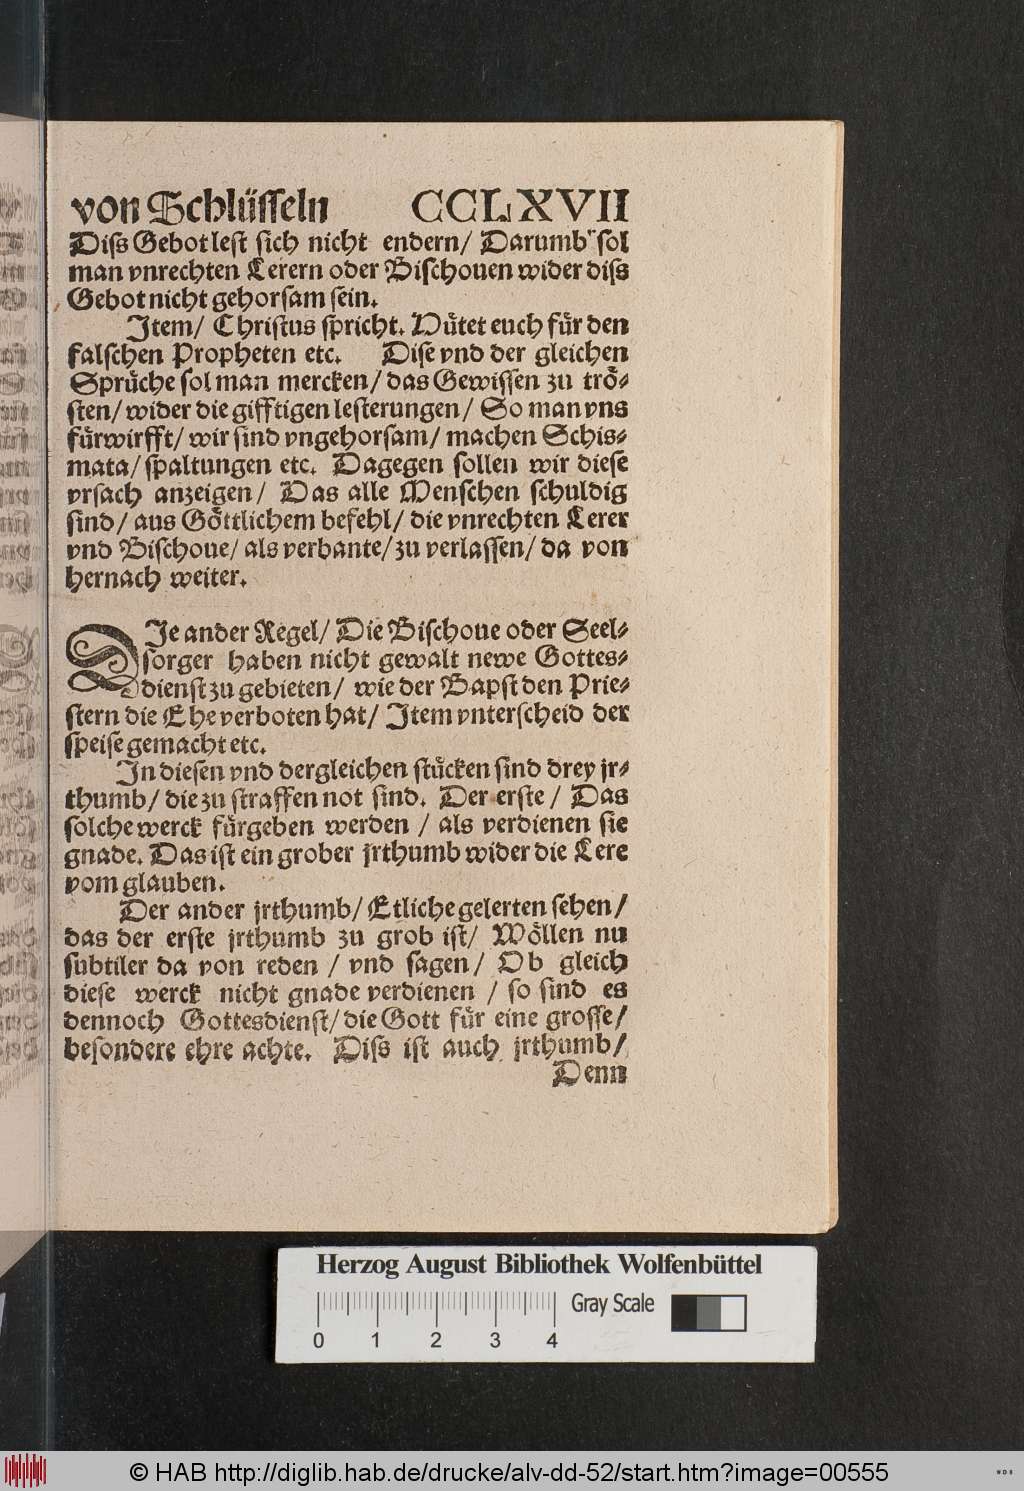 von Schlüsseln CCLXVII
Diss Gebot lest sich nicht endern/ Darumb sol
man vnrechten Lerern oder Bischouen wider diss
Gebot nicht gehorsam sein.
Item/ Christus spricht. Hütet euch für den
falschen Propheten etc. Dise vnd der gleichen
Sprüche sol man mercken/ das Gewissen zu trö-
sten/ wider die gifftigen lesterungen/ So man vns
fürwirfft/ wir sind vngehorsam/ machen Schis-
mata/ spaltungen etc. Dagegen sollen wir diese
vrsach anzeigen/ Das alle Menschen schuldig
sind/ aus Göttlichem befehl/ die vnrechten Lerer
vnd Bischoue/ als verbante/ zu verlassen/ da von
hernach weiter.
DIe ander Regel/ Die Bischoue oder Seel-
sorger haben nicht gewalt newe Gottes-
dienst zu gebieten/ wie der Bapst den Prie-
stern die Ehe verboten hat/ Item vnterscheid der
speise gemacht etc.
In diesen vnd dergleichen stücken sind drey jr-
thumb/ die zu straffen not sind. Der erste/ Das
solche werck fürgeben werden / als verdienen sie
gnade. Das ist ein grober jrthumb wider die Lere
vom glauben.
Der ander jrthumb/ Etliche gelerten sehen/
das der erste jrthumb zu grob ist/ Wöllen nu
subtiler da von reden / vnd sagen/ Ob gleich
diese werck nicht gnade verdienen / so sind es
dennoch Gottesdienst/ die Gott für eine grosse/
besondere ehre achte. Diss ist auch jrthumb/
Denn
Herzog August Bibliothek Wolfenbüttel
0 1 2 3 4 Gray Scale
© HAB http://diglib.hab.de/drucke/alv-dd-52/start.htm?image=00555